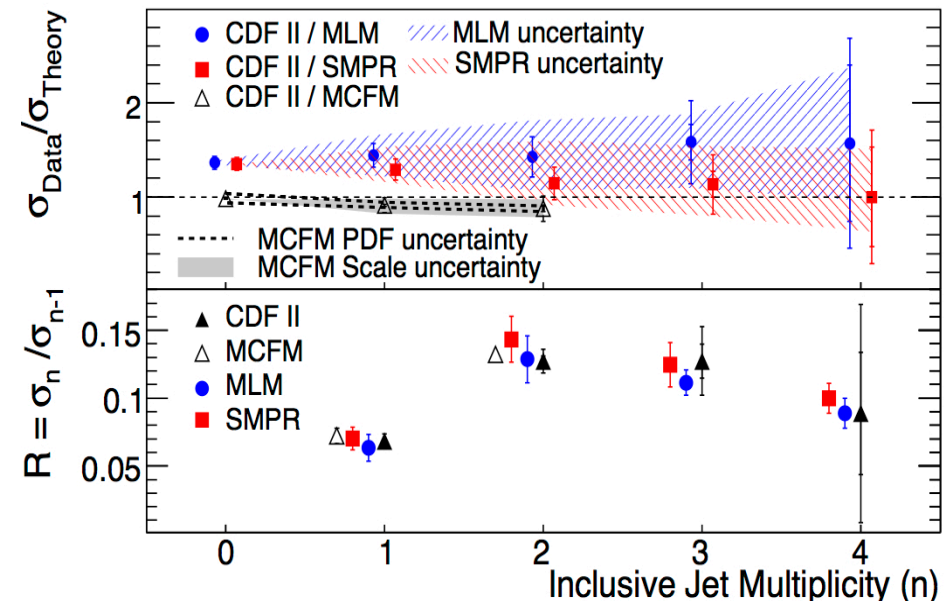 σData/σTheory
2
1
CDF II / MLM
CDF II / SMPR
CDF II / MCFM
MLM uncertainty
SMPR uncertainty
MCFM PDF uncertainty
MCFM Scale uncertainty
R = σn/σn-1
0.15
0.1
0.05
CDF II
MCFM
MLM
SMPR
0 1 2 3 4
Inclusive Jet Multiplicity (n)